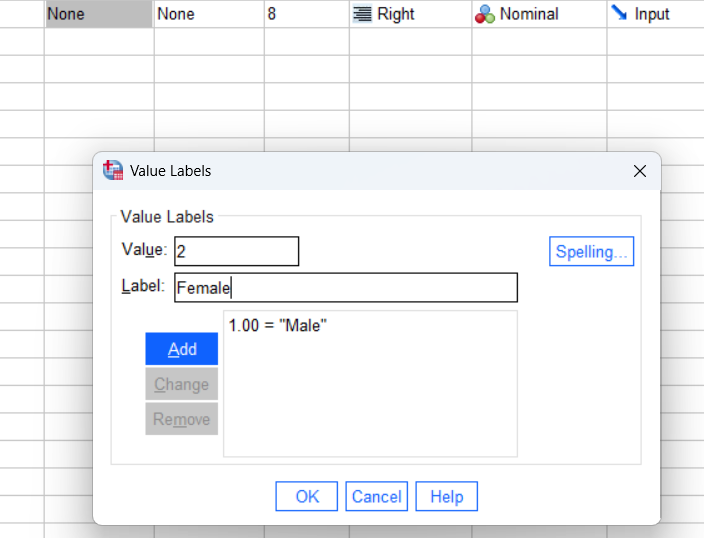 None None 8 Right Nominal Input
Value Labels
Value Labels
Value: 2
Spelling...
Label: Female
1.00 = "Male"
Add
Change
Remove
OK Cancel Help